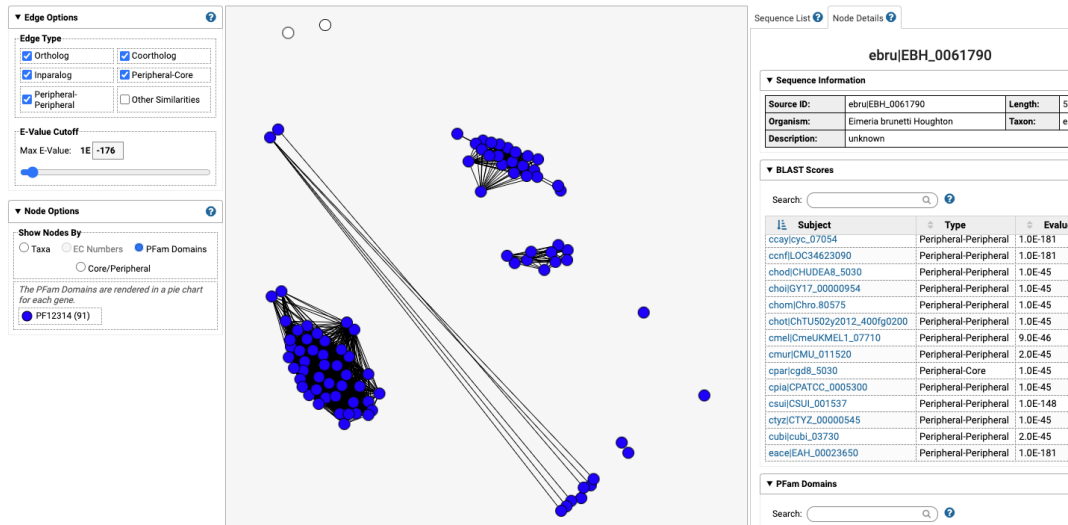 ▼ Edge Options
Edge Type
Ortholog
Coortholog
Inparalog
Peripheral-Core
Peripheral-
Peripheral
Other Similarities
E-Value Cutoff
Max E-Value: 1E -176
▼ Node Options
Show Nodes By
Taxa EC Numbers PFam Domains
Core/Peripheral
The PFam Domains are rendered in a pie chart
for each gene.
PF12314 (91)
Sequence List Node Details
ebru|EBH_0061790
▼ Sequence Information
Source ID: ebru|EBH_0061790 Length: 5
Organism: Eimeria brunetti Houghton Taxon: e
Description: unknown
▼ BLAST Scores
Search:
Subject Type Evalu
ccay|cyc_07054 Peripheral-Peripheral 1.0E-181
ccnf|LOC34623090 Peripheral-Peripheral 1.0E-181
chod|CHUDEA8_5030 Peripheral-Peripheral 1.0E-45
choi|GY17_00000954 Peripheral-Peripheral 1.0E-45
chom|Chro.80575 Peripheral-Peripheral 1.0E-45
chot|ChTU502y2012_400fg0200 Peripheral-Peripheral 1.0E-45
cmel|CmeUKMEL1_07710 Peripheral-Peripheral 9.0E-46
cmur|CMU_011520 Peripheral-Peripheral 2.0E-45
cpar|cgd8_5030 Peripheral-Core 1.0E-45
cpia|CPATCC_0005300 Peripheral-Peripheral 1.0E-45
csui|CSUI_001537 Peripheral-Peripheral 1.0E-148
ctyz|CTYZ_00000545 Peripheral-Peripheral 1.0E-45
cubi|cubi_03730 Peripheral-Peripheral 2.0E-45
eace|EAH_00023650 Peripheral-Peripheral 1.0E-181
▼ PFam Domains
Search: